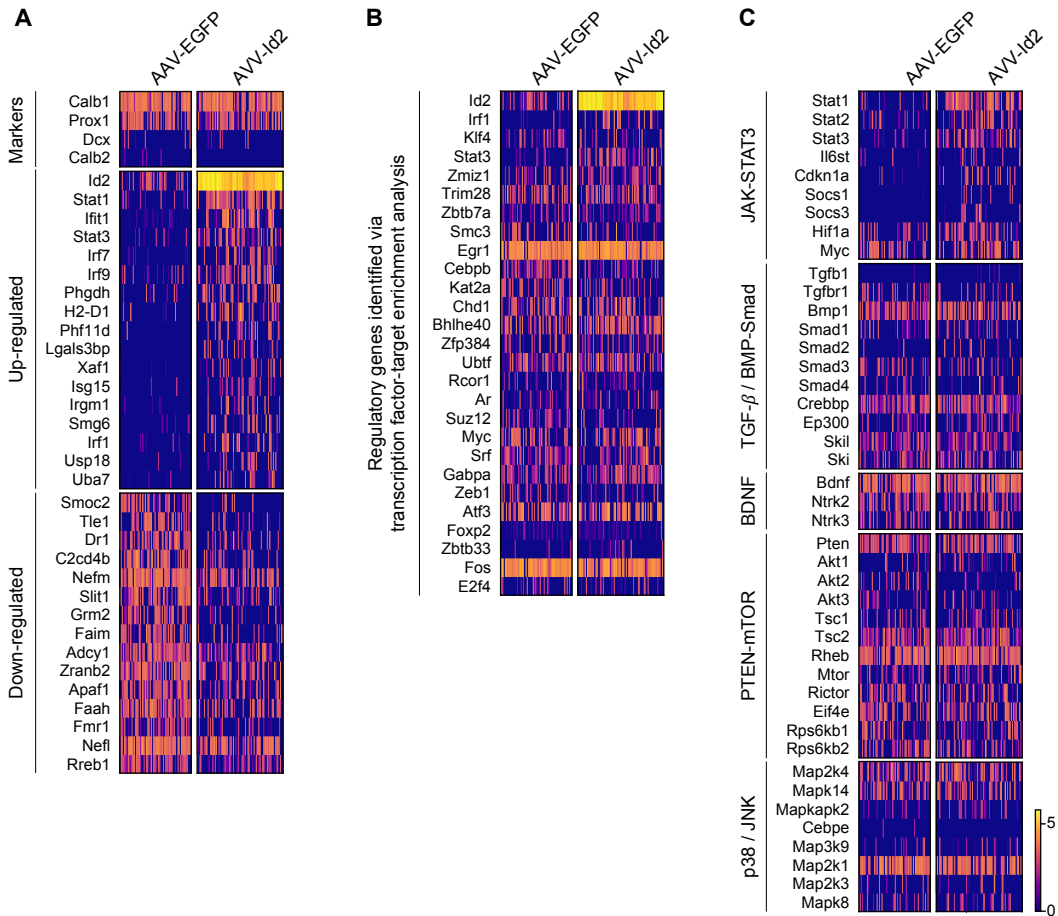 A
AAV-EGFP
AVV-Id2
Markers
Calb1
Prox1
Dcx
Calb2
Up-regulated
Id2
Stat1
Ifit1
Stat3
Irf7
Irf9
Phgdh
H2-D1
Phf11d
Lgals3bp
Xaf1
Isg15
Irgm1
Smg6
Irf1
Usp18
Uba7
Down-regulated
Smoc2
Tle1
Dr1
C2cd4b
Nefm
Slit1
Grm2
Faim
Adcy1
Zranb2
Apaf1
Faah
Fmr1
Nefl
Rreb1
B
AAV-EGFP
AVV-Id2
Regulatory genes identified via
transcription factor-target enrichment analysis
Id2
Irf1
Klf4
Stat3
Zmiz1
Trim28
Zbtb7a
Smc3
Egr1
Cebpb
Kat2a
Chd1
Bhlhe40
Zfp384
Ubtf
Rcor1
Ar
Suz12
Myc
Srf
Gabpa
Zeb1
Atf3
Foxp2
Zbtb33
Fos
E2f4
C
AAV-EGFP
AVV-Id2
JAK-STAT3
Stat1
Stat2
Stat3
Il6st
Cdkn1a
Socs1
Socs3
Hif1a
Myc
TGF-β / BMP-Smad
Tgfb1
Tgfbr1
Bmp1
Smad1
Smad2
Smad3
Smad4
Crebbp
Ep300
Skil
Ski
BDNF
Bdnf
Ntrk2
Ntrk3
PTEN-mTOR
Pten
Akt1
Akt2
Akt3
Tsc1
Tsc2
Rheb
Mtor
Rictor
Eif4e
Rps6kb1
Rps6kb2
p38 / JNK
Map2k4
Mapk14
Mapkapk2
Cebpe
Map3k9
Map2k1
Map2k3
Mapk8
5
0